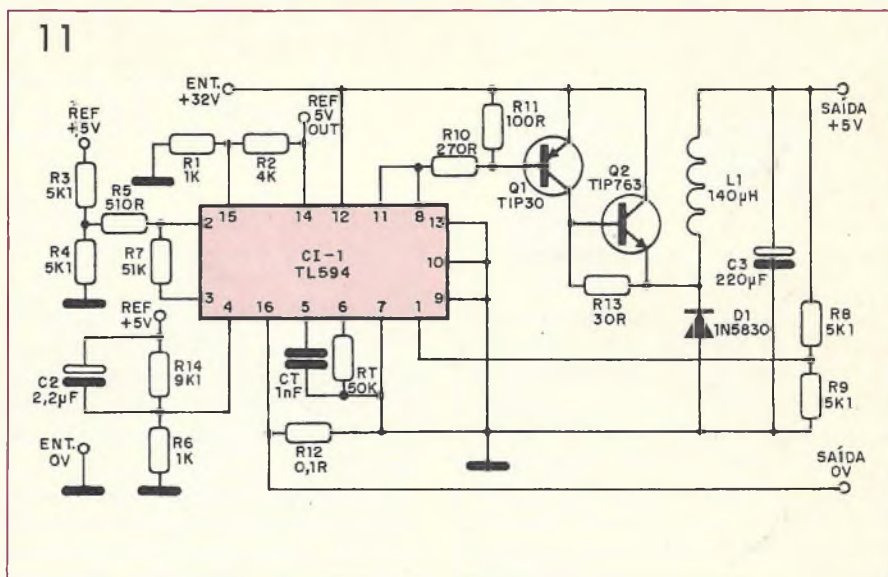 11
ENT.
+32V
REF
5V
OUT
R11
100R
R10
270R
Q1
TIP30
Q2
TIP763
SAÍDA
+5V
REF
+5V
R1
1K
R2
4K
L1
140µH
R3
5K1
R5
510R
15
14
12
11
8
2
13
CI-1
TL594
10
3
9
4
16
5
6
7
1
R4
5K1
R7
51K
R13
30R
D1
1N5830
C3
220µF
R8
5K1
REF
+5V
C2
2,2µF
R14
9K1
CT
1nF
RT
50K
R9
5K1
ENT.
0V
R6
1K
R12
0,1R
SAÍDA
0V